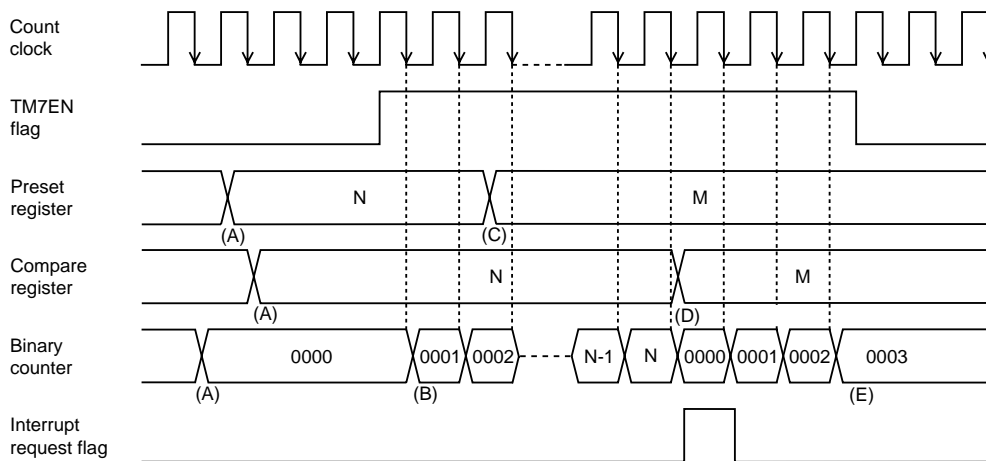 Count
clock
TM7EN
flag
Preset
register
N
M
(A)
(C)
Compare
register
N
M
(A)
(D)
Binary
counter
0000
0001
0002
N-1
N
0000
0001
0002
0003
(A)
(B)
(E)
Interrupt
request flag